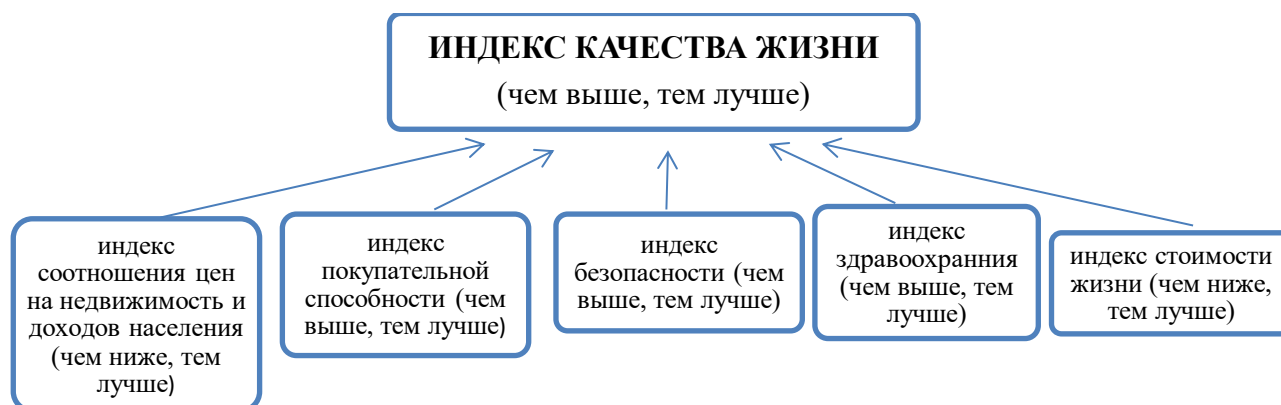 ИНДЕКС КАЧЕСТВА ЖИЗНИ
(чем выше, тем лучше)
индекс
соотношения цен
на недвижимость и
доходов населения
(чем ниже, тем
лучше)
индекс
покупательной
способности (чем
выше, тем лучше)
индекс
безопасности (чем
выше, тем лучше)
индекс
здравоохранния
(чем выше, тем
лучше)
индекс стоимости
жизни (чем ниже,
тем лучше)